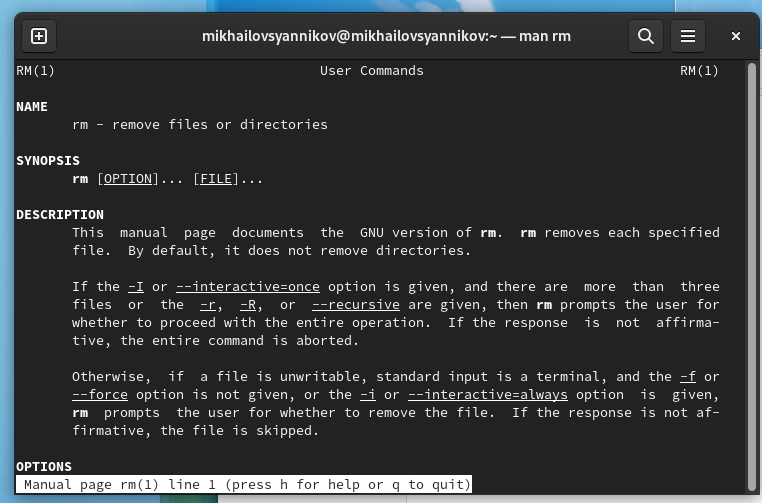 mikhailovsyannikov@mikhailovsyannikov:~ — man rm
RM(1) User Commands RM(1)
NAME
rm - remove files or directories
SYNOPSIS
rm [OPTION]... [FILE]...
DESCRIPTION
This manual page documents the GNU version of rm. rm removes each specified
file. By default, it does not remove directories.
If the -I or --interactive=once option is given, and there are more than three
files or the -r, -R, or --recursive are given, then rm prompts the user for
whether to proceed with the entire operation. If the response is not affirma-
tive, the entire command is aborted.
Otherwise, if a file is unwritable, standard input is a terminal, and the -f or
--force option is not given, or the -i or --interactive=always option is given,
rm prompts the user for whether to remove the file. If the response is not af-
firmative, the file is skipped.
OPTIONS
Manual page rm(1) line 1 (press h for help or q to quit)